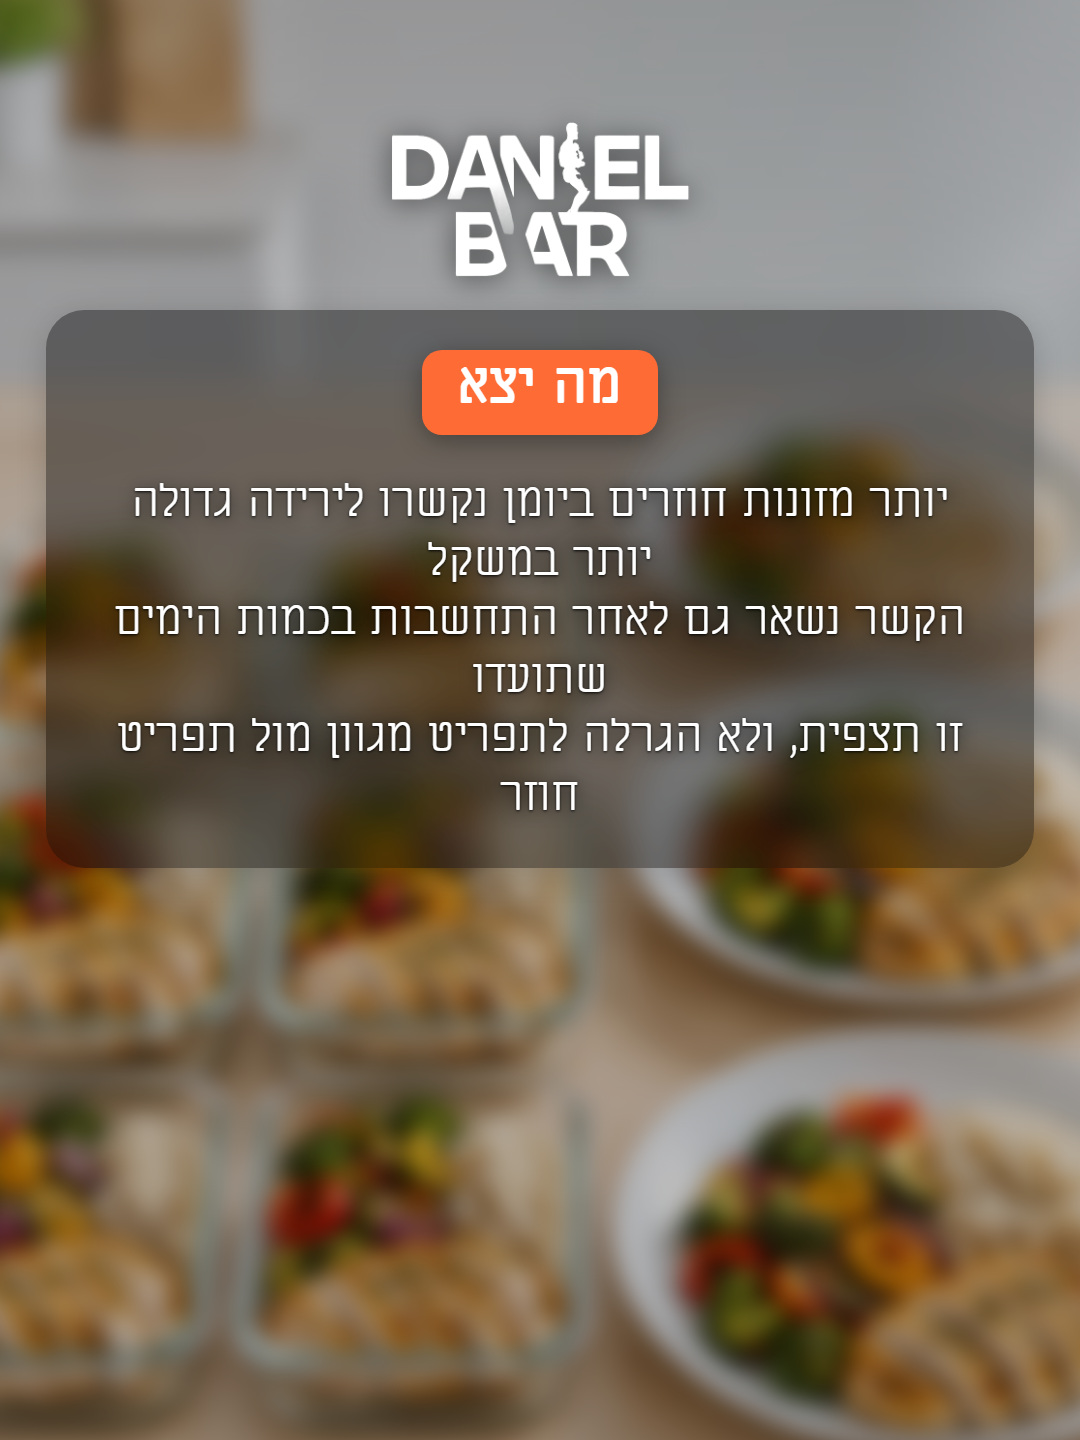 DANIEL
BAR
מה יצא
יותר מזונות חוזרים ביומן נקשרו לירידה גדולה
יותר במשקל
הקשר נשאר גם לאחר התחשבות בכמות הימים
שתועדו
זו תצפית, ולא הגרלה לתפריט מגוון מול תפריט
חוזר